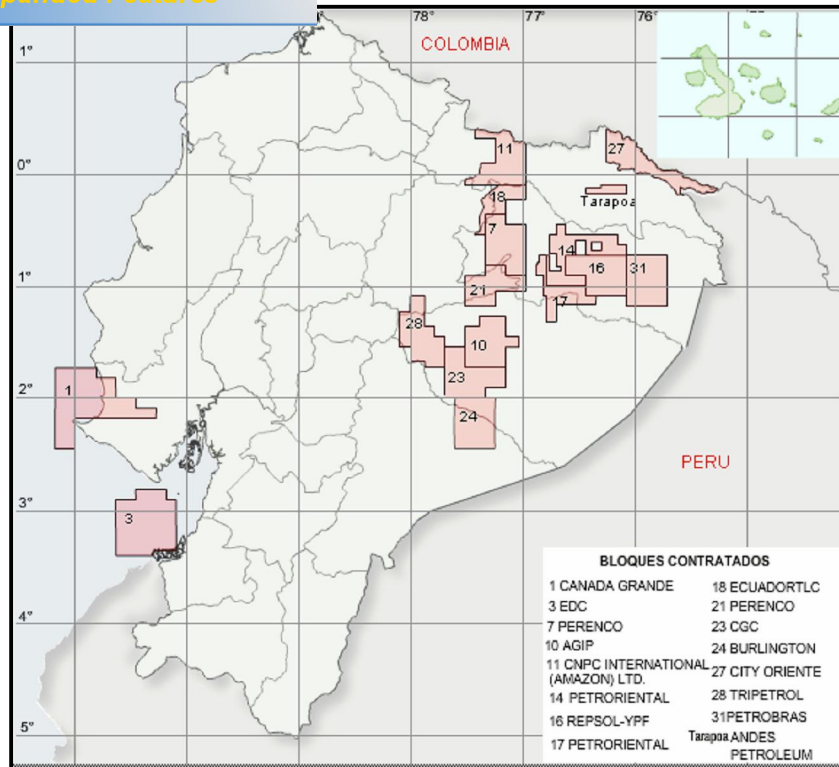 78°
77
76°
COLOMBIA
1°
11
27
0°
18
Tarapoa
7
14
16
31
1°
21
17
28
10
23
1
2°
24
PERU
3°
3
4°
5°
BLOQUES CONTRATADOS
1 CANADA GRANDE
3 EDC
7 PERENCO
10 AGIP
11 CNPC INTERNATIONAL
(AMAZON) LTD.
14 PETRORIENTAL
16 REPSOL-YPF
17 PETRORIENTAL
18 ECUADORTLC
21 PERENCO
23 CGC
24 BURLINGTON
27 CITY ORIENTE
28 TRIPETROL
31PETROBRAS
Tarapoa ANDES
PETROLEUM